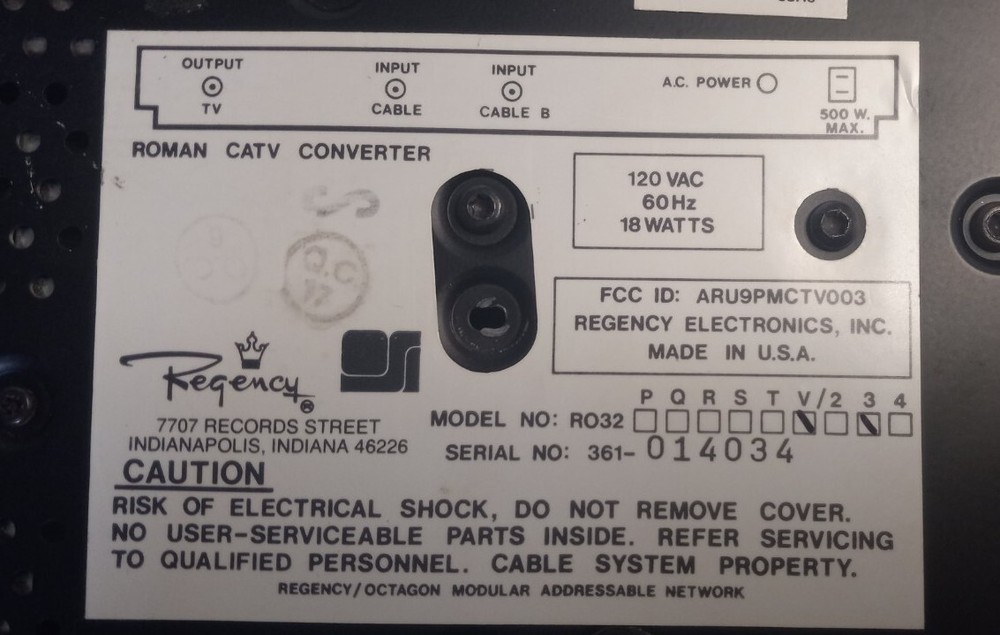 OUTPUT
TV
INPUT
CABLE
INPUT
CABLE B
A.C. POWER
500 W.
MAX.
ROMAN CATV CONVERTER
120 VAC
60Hz
18 WATTS
Q.C
77
FCC ID: ARU9PMCTV003
REGENCY ELECTRONICS, INC.
MADE IN U.S.A.
Regency®
7707 RECORDS STREET
INDIANAPOLIS, INDIANA 46226
P Q R S T V/2 3 4
MODEL NO: RO32
SERIAL NO: 361-014034
CAUTION
RISK OF ELECTRICAL SHOCK, DO NOT REMOVE COVER.
NO USER-SERVICEABLE PARTS INSIDE. REFER SERVICING
TO QUALIFIED PERSONNEL. CABLE SYSTEM PROPERTY.
REGENCY/OCTAGON MODULAR ADDRESSABLE NETWORK